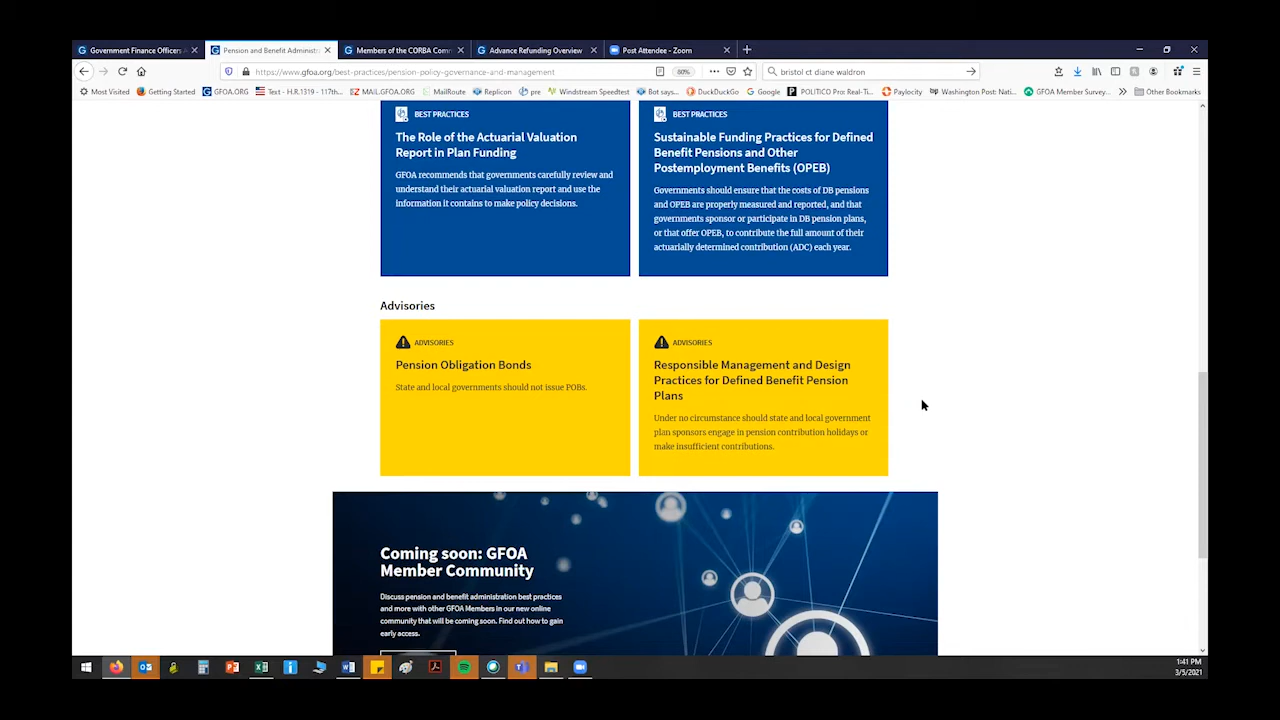 Government Finance Officers A
Pension and Benefit Administr
Members of the CORBA Com
Advance Refunding Overview
Post Attendee - Zoom
https://www.gfoa.org/best-practices/pension-policy-governance-and-management
80%
bristol ct diane waldron
Most Visited
Getting Started
GFOA.ORG
Text - H.R.1319 - 117th...
MAIL.GFOA.ORG
MailRoute
Replicon
pre
Windstream Speedtest
Bot says...
DuckDuckGo
Google
POLITICO Pro: Real-Ti...
Paylocity
Washington Post: Nati...
GFOA Member Survey...
Other Bookmarks
BEST PRACTICES
The Role of the Actuarial Valuation
Report in Plan Funding
GFOA recommends that governments carefully review and
understand their actuarial valuation report and use the
information it contains to make policy decisions.
BEST PRACTICES
Sustainable Funding Practices for Defined
Benefit Pensions and Other
Postemployment Benefits (OPEB)
Governments should ensure that the costs of DB pensions
and OPEB are properly measured and reported, and that
governments sponsor or participate in DB pension plans,
or that offer OPEB, to contribute the full amount of their
actuarially determined contribution (ADC) each year.
Advisories
ADVISORIES
Pension Obligation Bonds
State and local governments should not issue POBs.
ADVISORIES
Responsible Management and Design
Practices for Defined Benefit Pension
Plans
Under no circumstance should state and local government
plan sponsors engage in pension contribution holidays or
make insufficient contributions.
Coming soon: GFOA
Member Community
Discuss pension and benefit administration best practices
and more with other GFOA Members in our new online
community that will be coming soon. Find out how to gain
early access.
1:41 PM
3/5/2021